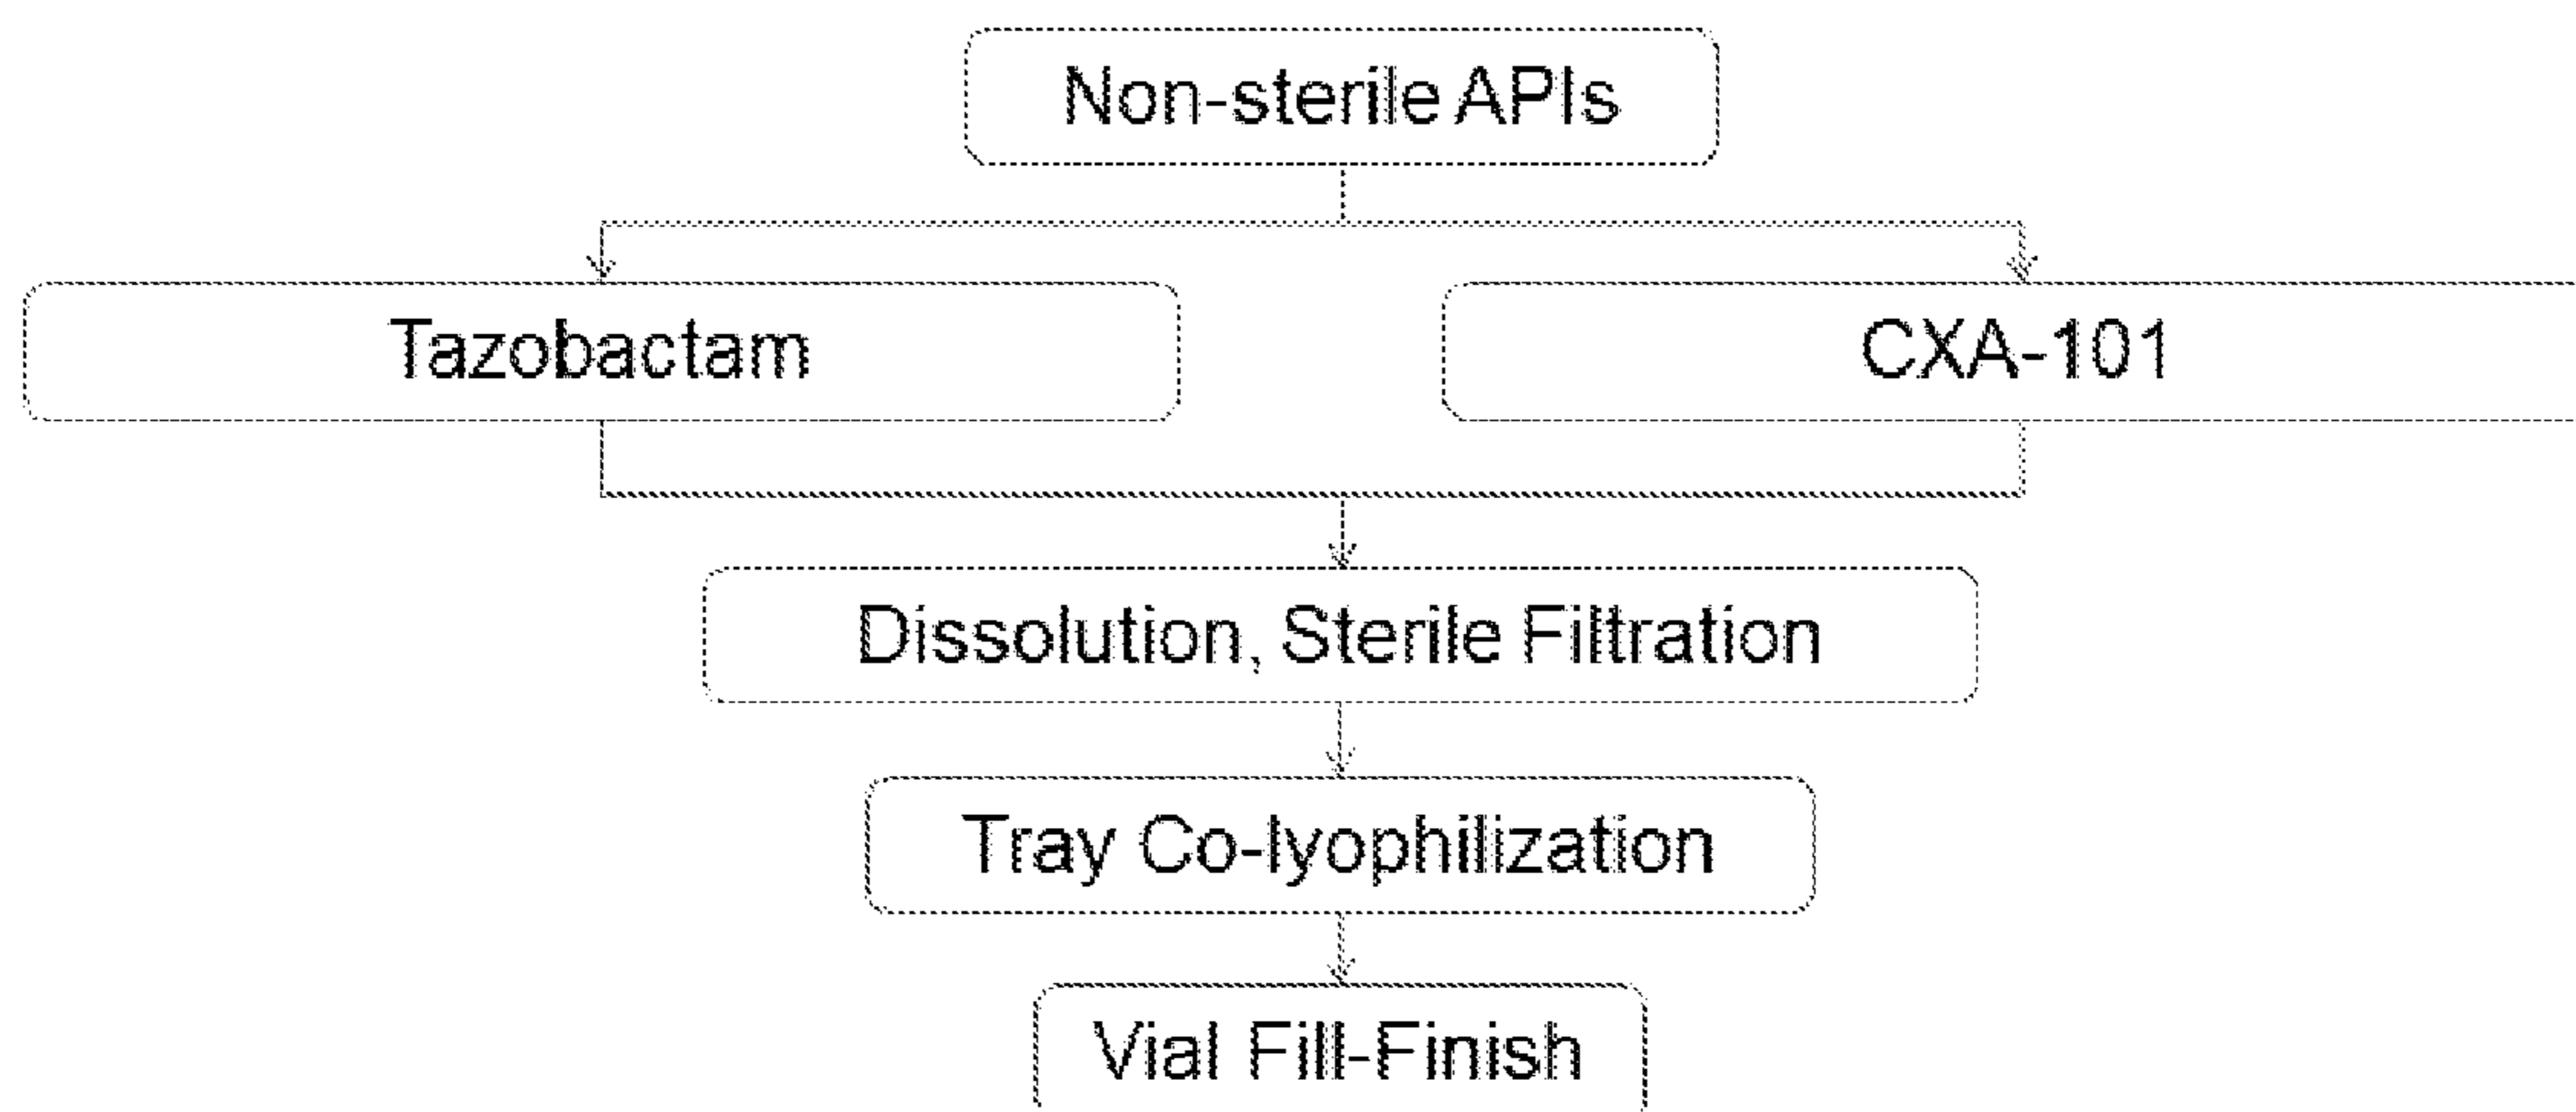 Non-sterile APIs
Tazobactam
CXA-101
Dissolution, Sterile Filtration
Tray Co-lyophilization
Vial Fill-Finish